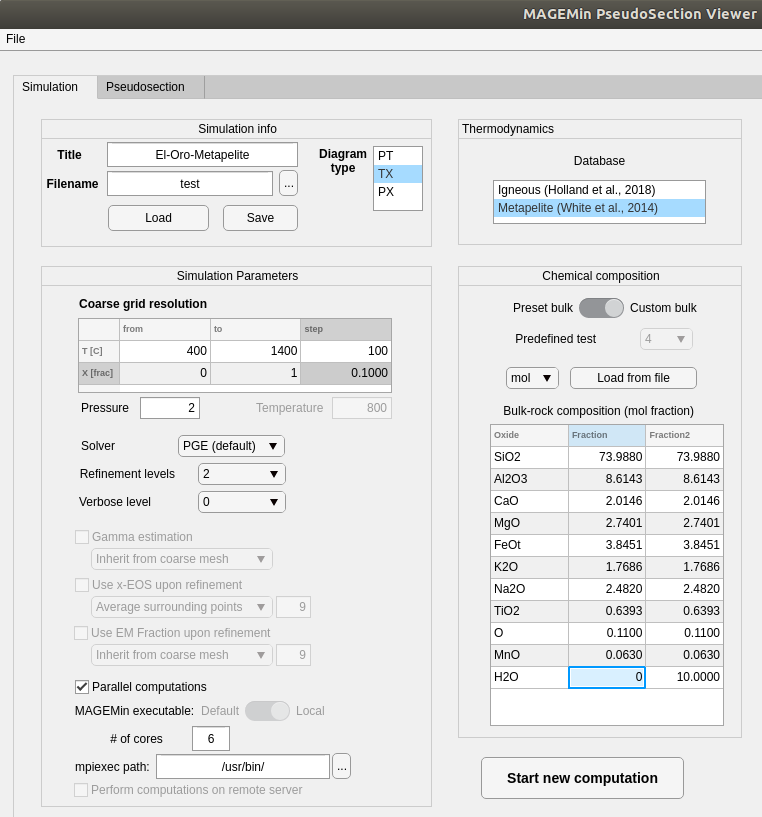 MAGEMin PseudoSection Viewer
File
Simulation Pseudosection
Simulation info
Title El-Oro-Metapelite
Filename test ...
Load Save
Diagram type
PT
TX
PX
Thermodynamics
Database
Igneous (Holland et al., 2018)
Metapelite (White et al., 2014)
Simulation Parameters
Coarse grid resolution
from to step
T [C] 400 1400 100
X [frac] 0 1 0.1000
Pressure 2 Temperature 800
Solver PGE (default)
Refinement levels 2
Verbose level 0
Gamma estimation
Inherit from coarse mesh
Use x-EOS upon refinement
Average surrounding points 9
Use EM Fraction upon refinement
Inherit from coarse mesh 9
Parallel computations
MAGEMin executable: Default Local
# of cores 6
mpiexec path: /usr/bin/ ...
Perform computations on remote server
Chemical composition
Preset bulk Custom bulk
Predefined test 4
mol Load from file
Bulk-rock composition (mol fraction)
Oxide Fraction Fraction2
SiO2 73.9880 73.9880
Al2O3 8.6143 8.6143
CaO 2.0146 2.0146
MgO 2.7401 2.7401
FeOt 3.8451 3.8451
K2O 1.7686 1.7686
Na2O 2.4820 2.4820
TiO2 0.6393 0.6393
O 0.1100 0.1100
MnO 0.0630 0.0630
H2O 0 10.0000
Start new computation